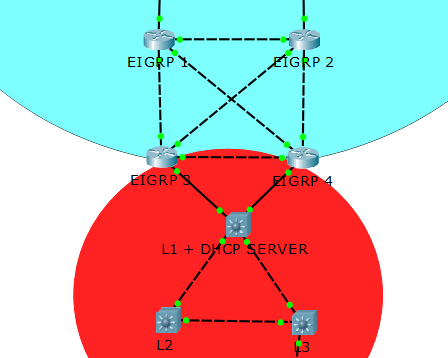 EIGRP 1
EIGRP 2
EIGRP 3
EIGRP 4
L1 + DHCP SERVER
L2
L3